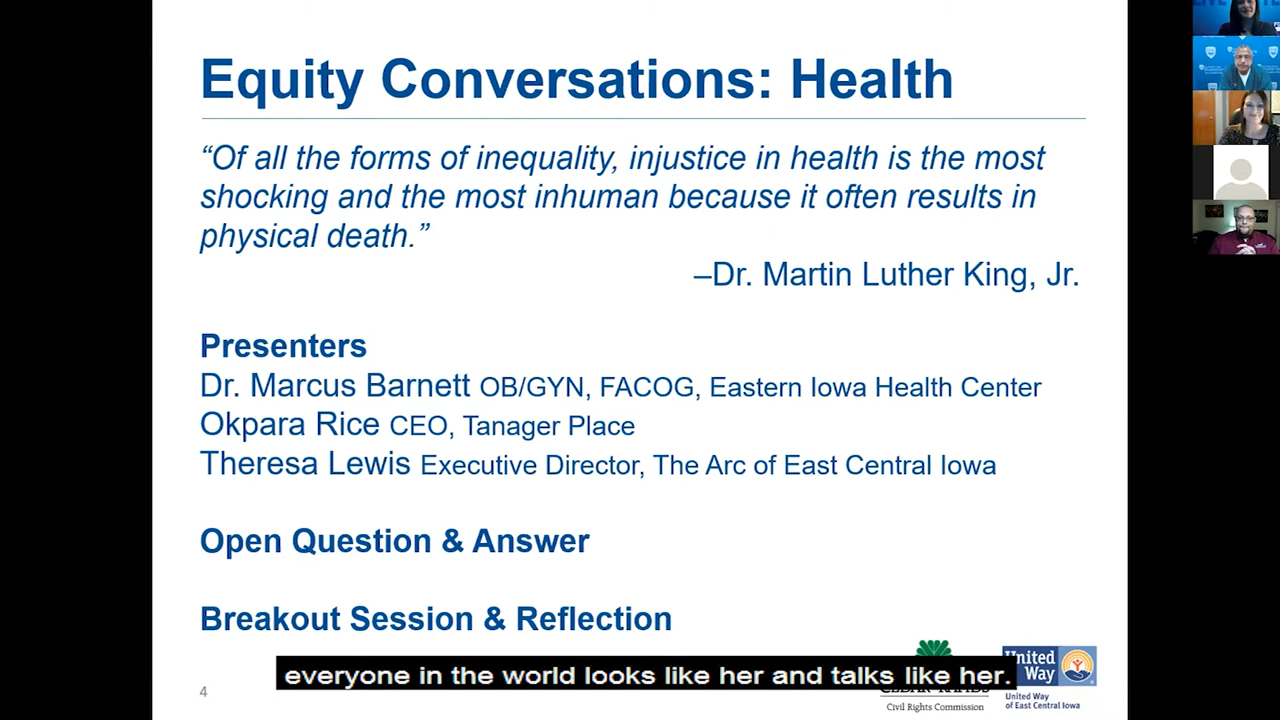 Equity Conversations: Health
“Of all the forms of inequality, injustice in health is the most
shocking and the most inhuman because it often results in
physical death.”
–Dr. Martin Luther King, Jr.
Presenters
Dr. Marcus Barnett OB/GYN, FACOG, Eastern Iowa Health Center
Okpara Rice CEO, Tanager Place
Theresa Lewis Executive Director, The Arc of East Central Iowa
Open Question & Answer
Breakout Session & Reflection
everyone in the world looks like her and talks like her.
4
Civil Rights Commission
United
Way
United Way
of East Central Iowa